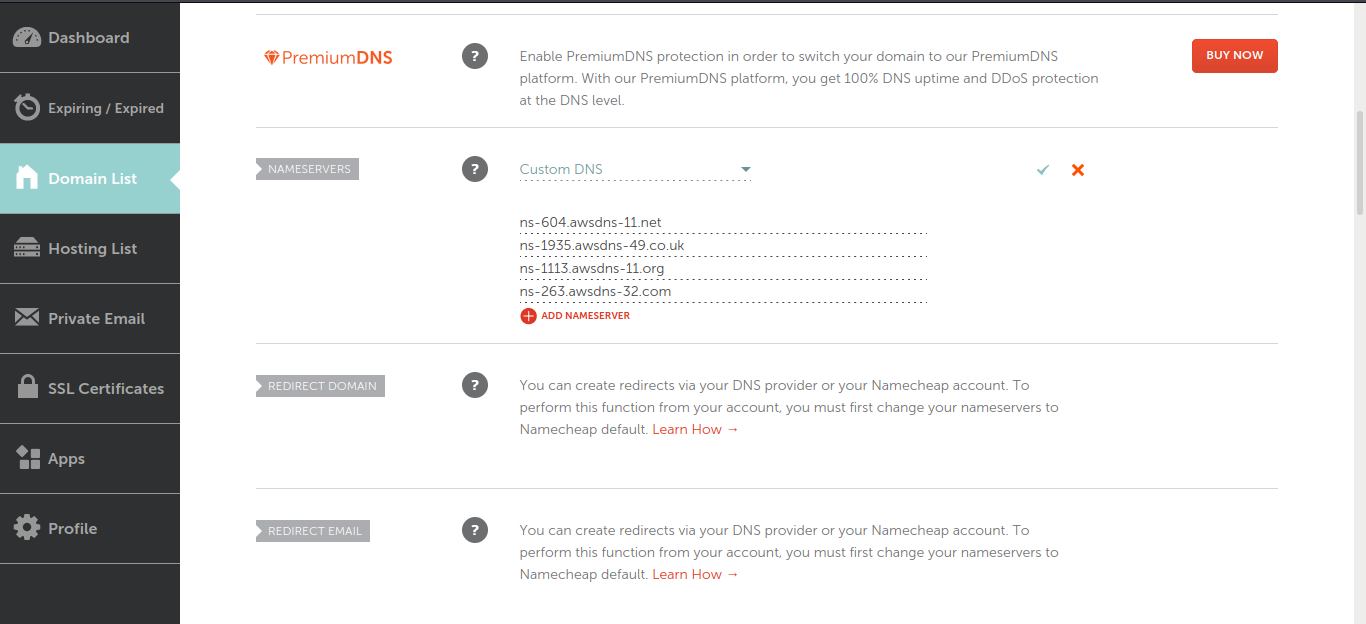 Dashboard
Expiring / Expired
Domain List
Hosting List
Private Email
SSL Certificates
Apps
Profile
PremiumDNS
?
Enable PremiumDNS protection in order to switch your domain to our PremiumDNS
platform. With our PremiumDNS platform, you get 100% DNS uptime and DDoS protection
at the DNS level.
BUY NOW
NAMESERVERS
?
Custom DNS
ns-604.awsdns-11.net
ns-1935.awsdns-49.co.uk
ns-1113.awsdns-11.org
ns-263.awsdns-32.com
ADD NAMESERVER
REDIRECT DOMAIN
?
You can create redirects via your DNS provider or your Namecheap account. To
perform this function from your account, you must first change your nameservers to
Namecheap default. Learn How →
REDIRECT EMAIL
?
You can create redirects via your DNS provider or your Namecheap account. To
perform this function from your account, you must first change your nameservers to
Namecheap default. Learn How →